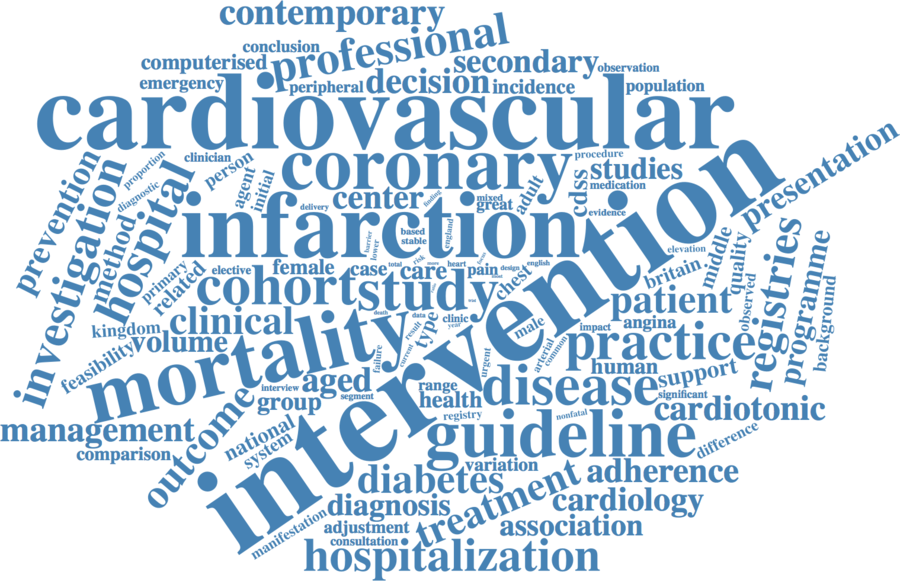 contemporary
conclusion
professional
computerised
secondary
observation
emergency
peripheral
decision
incidence
population
cardiovascular
proportion
clinician
person
coronary
procedure
studies
presentation
prevention
diagnostic
agent
initial
medication
investigation
hospital
delivery
center
finding
mixed
great
adult
cdss
evidence
method
infarction
barrier
lower
based
stable
england
intervention
elevation
middle
quality
registries
programme
primary
related
elective
female
case
total
risk
more
care
heart
pain
design
focus
english
chest
britain
observed
background
cohort
study
patient
kingdom
clinical
mortality
death
data
clinic
year
type
result
male
impact
angina
feasibility
volume
failure
current
urgent
arterial
common
practice
human
support
interview
aged
segment
range
health
disease
significant
group
registry
nonfatal
cardiotonic
management
outcome
national
system
guideline
difference
comparison
variation
diabetes
adherence
diagnosis
treatment
cardiology
manifestation
adjustment
association
consultation
hospitalization